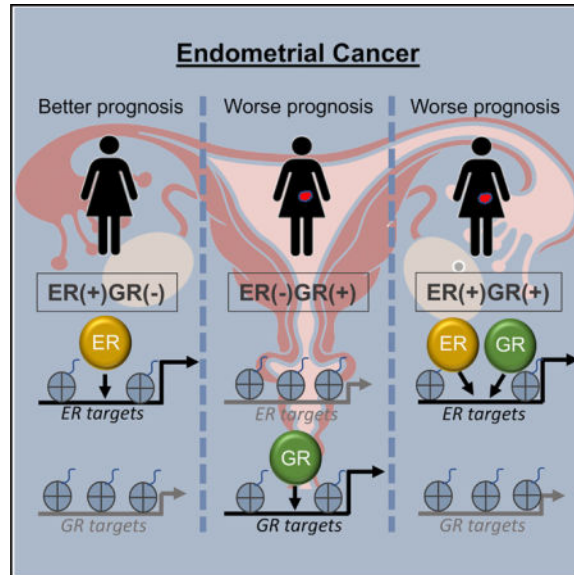 Endometrial Cancer
Better prognosis
Worse prognosis
Worse prognosis
ER(+)GR(-)
ER(-)GR(+)
ER(+)GR(+)
ER
ER GR
ER targets
ER targets
ER targets
GR
GR targets
GR targets
GR targets